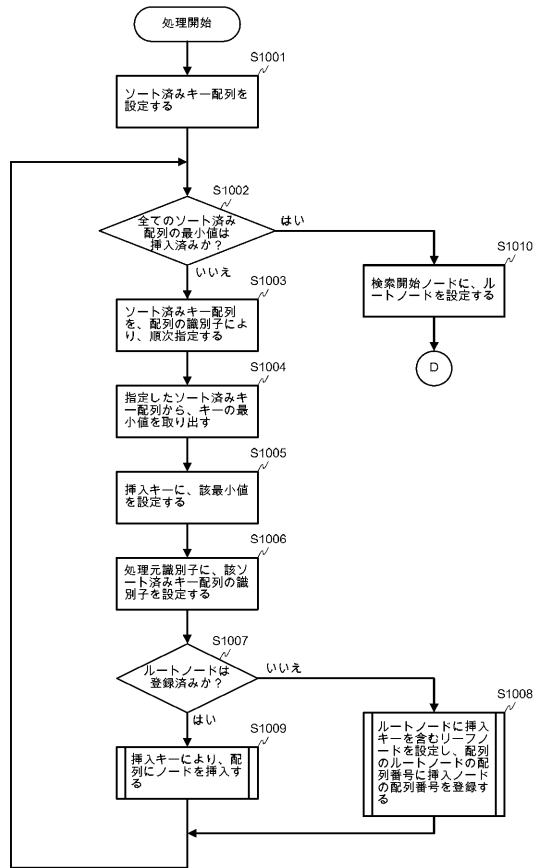 処理開始
S1001
ソート済みキー配列を
設定する
S1002
全てのソート済み
配列の最小値は
挿入済みか？
はい
いいえ
S1010
検索開始ノードに、ル
ートノードを設定する
D
S1003
ソート済みキー配列
を、配列の識別子によ
り、順次指定する
S1004
指定したソート済みキ
ー配列から、キーの最
小値を取り出す
S1005
挿入キーに、該最小値
を設定する
S1006
処理元識別子に、該ソ
ート済みキー配列の識
別子を設定する
S1007
ルートノードは
登録済みか？
いいえ
はい
S1008
ルートノードに挿入
キーを含むリーフノ
ードを設定し、配列
のルートノードの配
列番号に挿入ノード
の配列番号を登録す
る
S1009
挿入キーにより、配
列にノードを挿入す
る